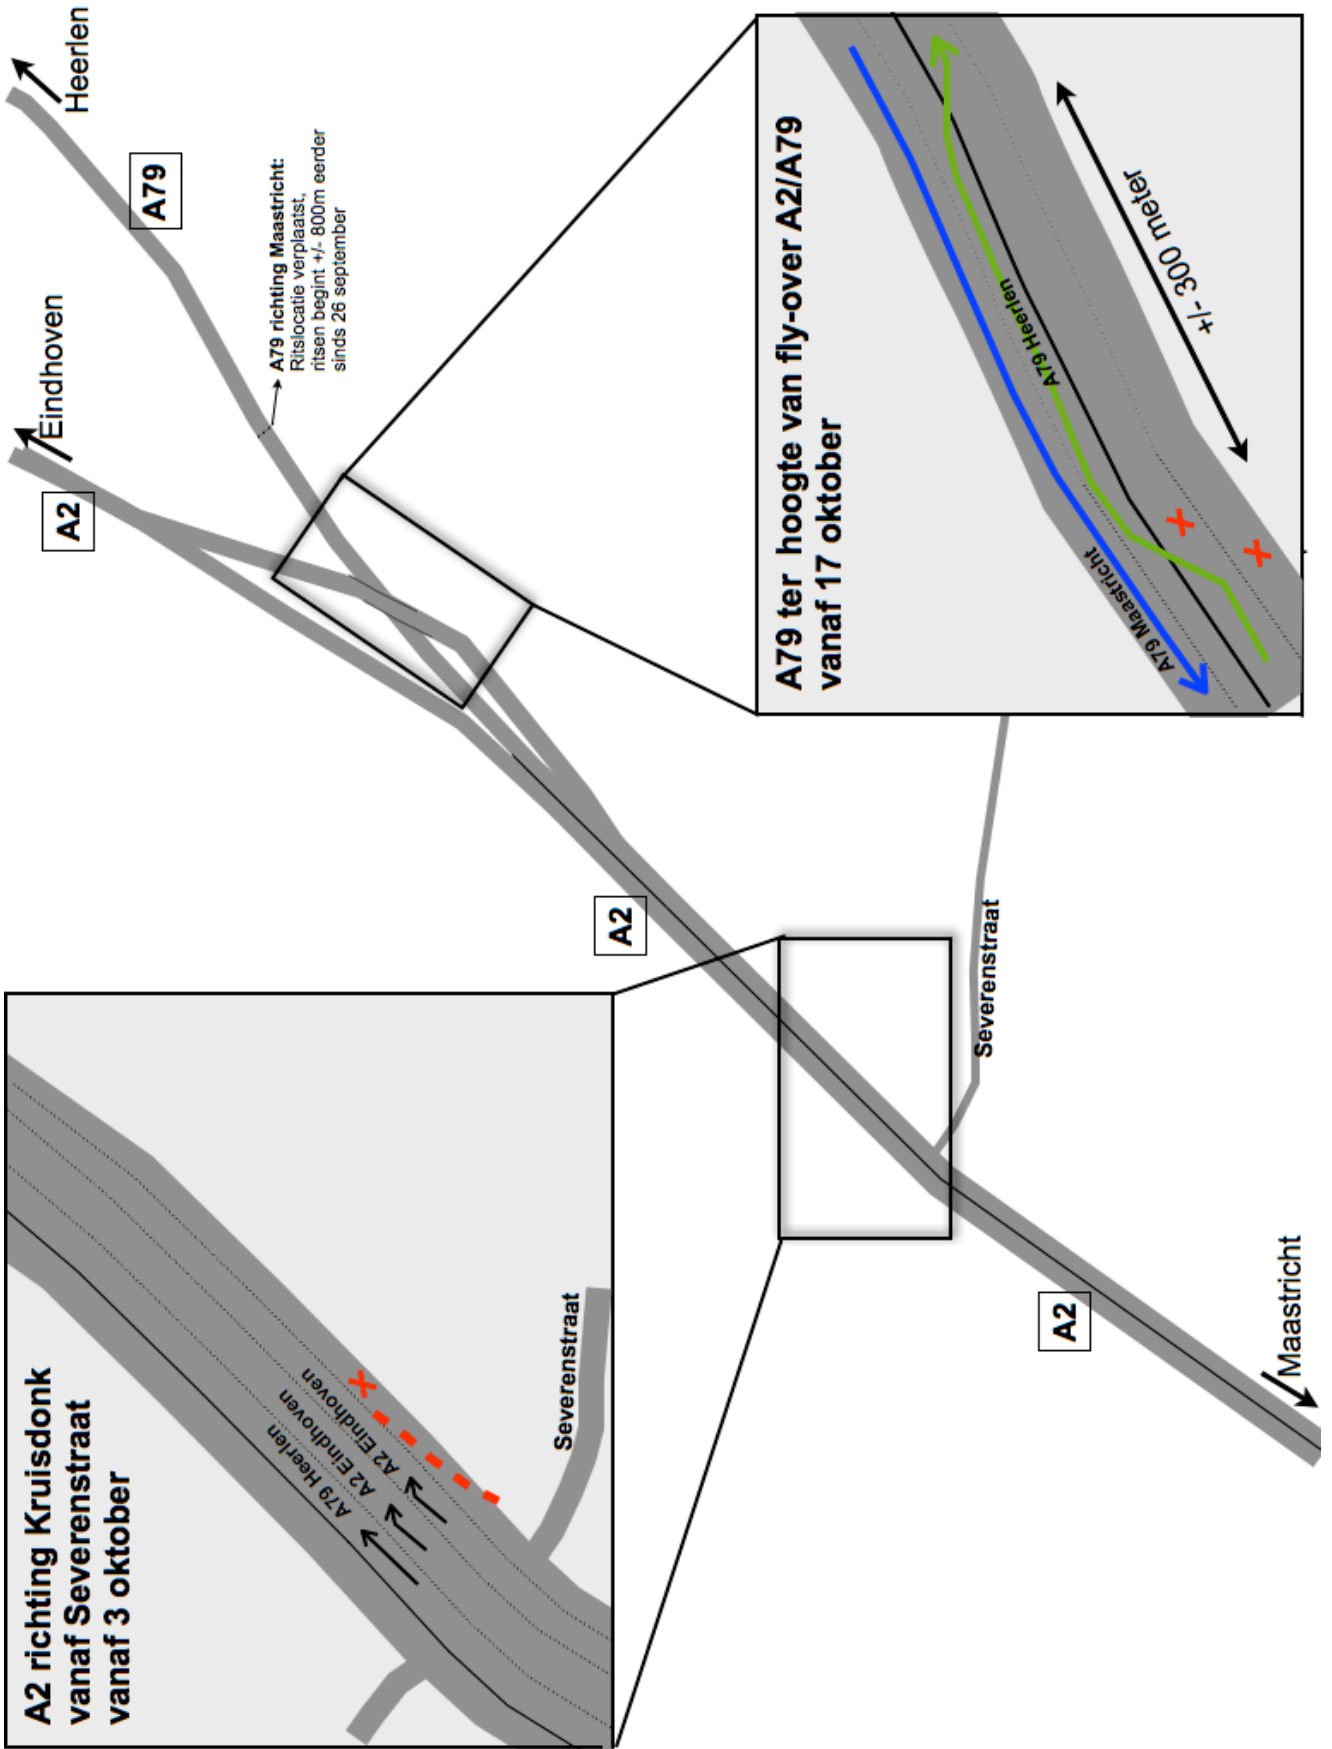 A2 richting Kruisdonk
vanaf Severenstraat
vanaf 3 oktober
A79 Heerlen
A2 Eindhoven
A2 Eindhoven
Severenstraat
A2
Eindhoven
A79
Heerlen
A79 richting Maastricht:
Ritslocatie verplaatst,
ritsen begint +/- 800m eerder
sinds 26 september
A2
Severenstraat
A2
Maastricht
A79 ter hoogte van fly-over A2/A79
vanaf 17 oktober
A79 Maastricht
A79 Heerlen
+/- 300 meter